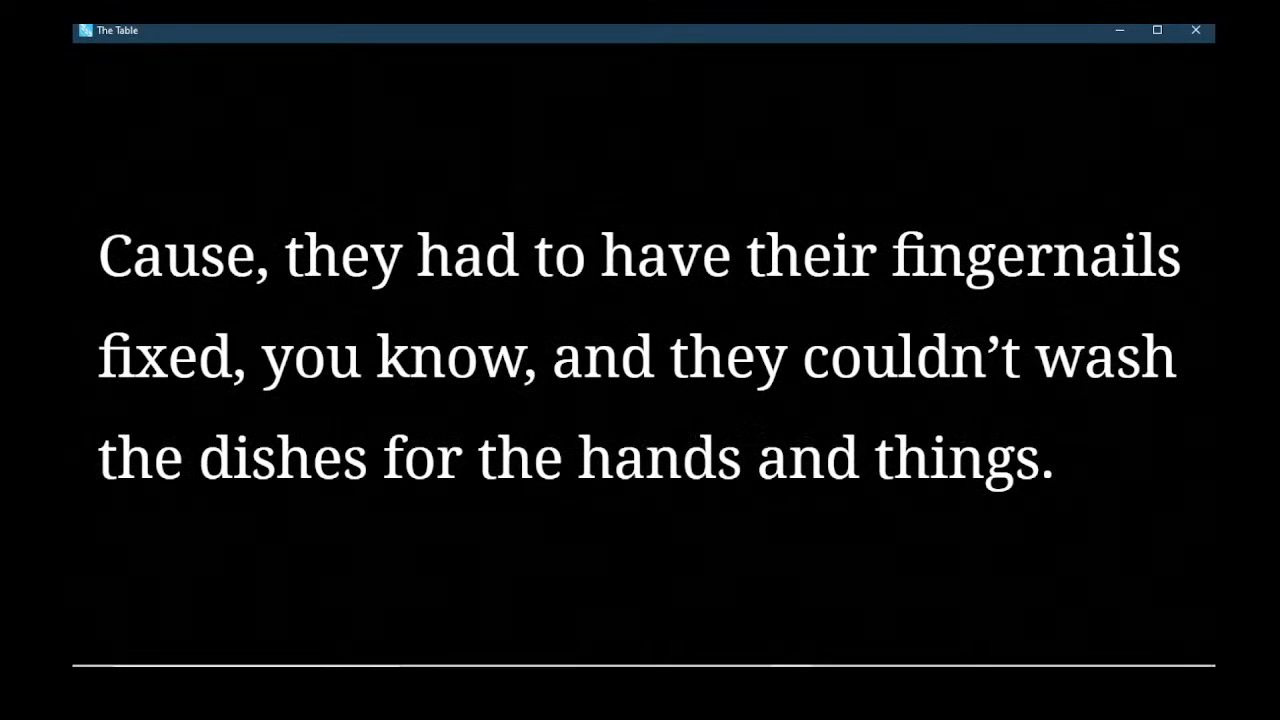 The Table
Cause, they had to have their fingernails
fixed, you know, and they couldn’t wash
the dishes for the hands and things.